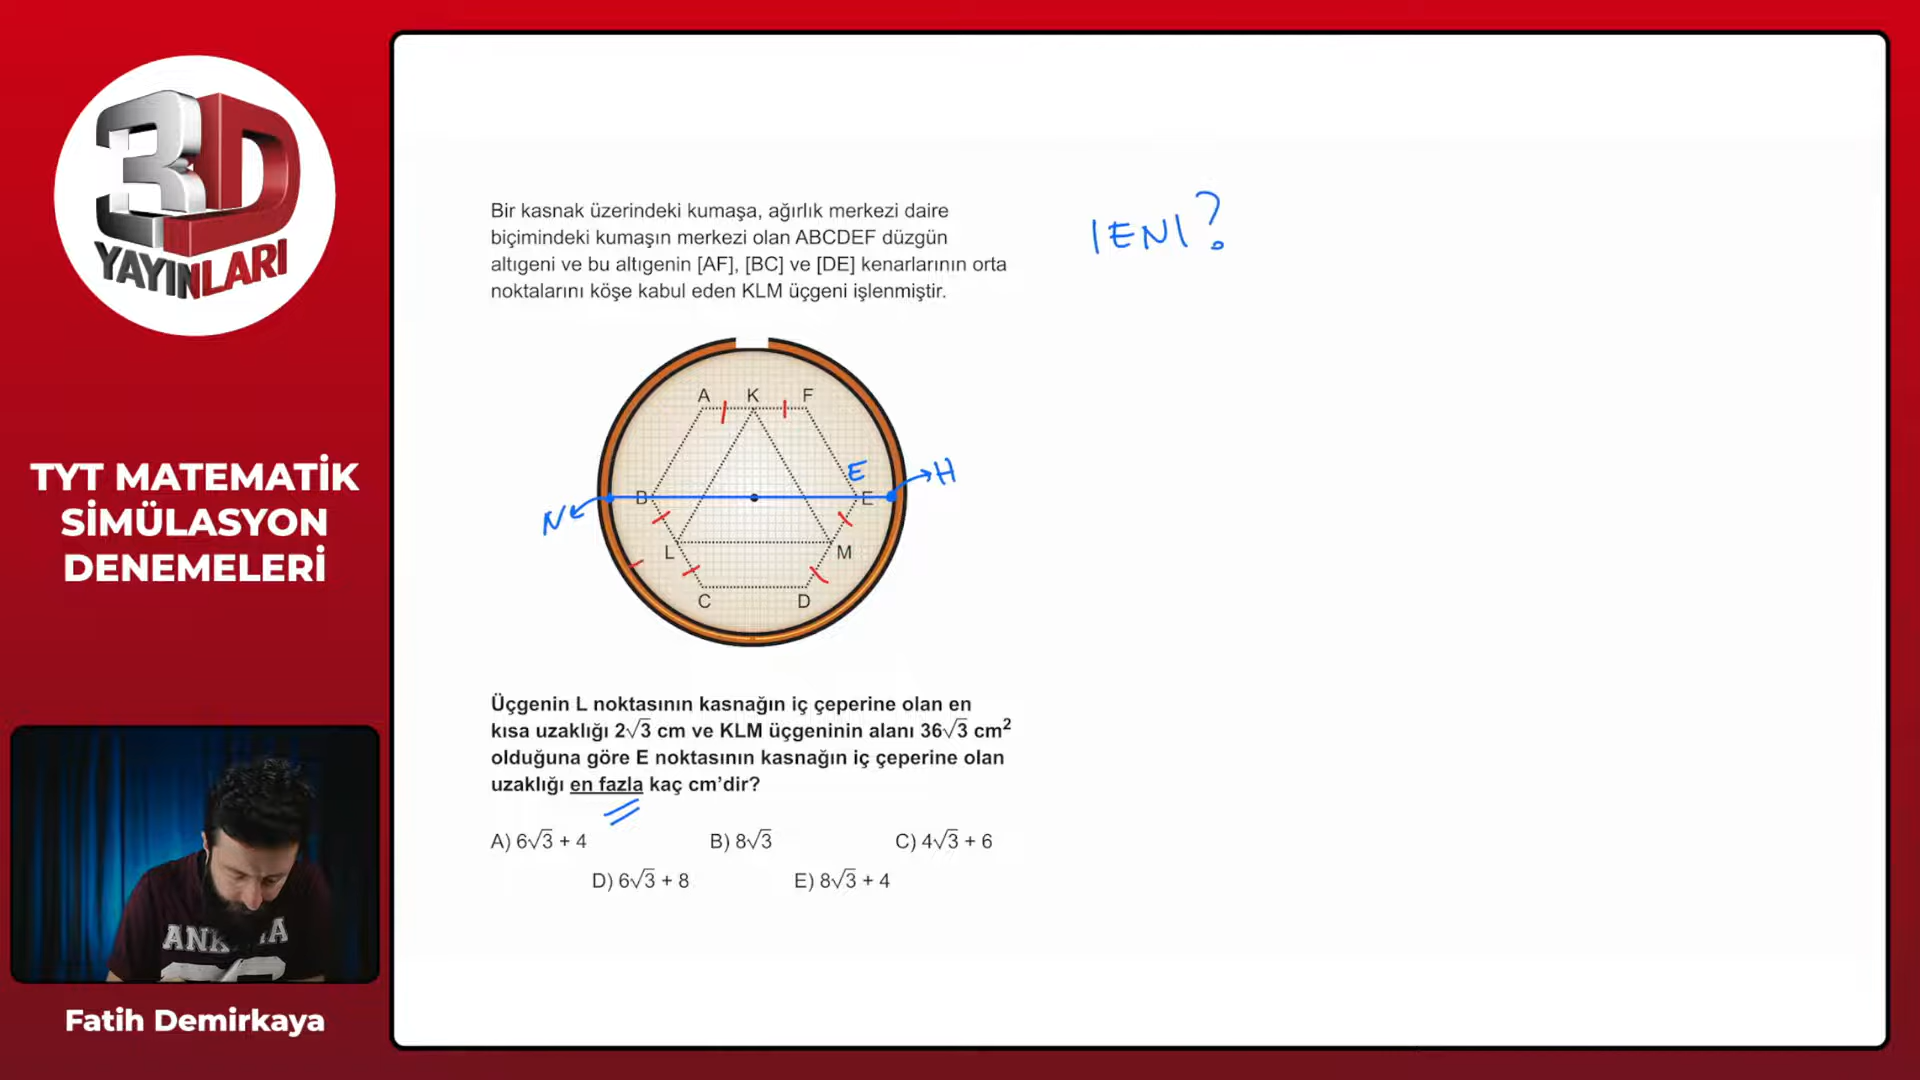 3D
YAYINLARI
TYT MATEMATİK
SİMÜLASYON
DENEMELERİ
Fatih Demirkaya
Bir kasnak üzerindeki kumaşa, ağırlık merkezi daire
biçimindeki kumaşın merkezi olan ABCDEF düzgün
altıgeni ve bu altıgenin [AF], [BC] ve [DE] kenarlarının orta
noktalarını köşe kabul eden KLM üçgeni işlenmiştir.
|EN|?
A K F
E
H
B E
N
L M
C D
Üçgenin L noktasının kasnağın iç çeperine olan en
kısa uzaklığı 2√3 cm ve KLM üçgeninin alanı 36√3 cm²
olduğuna göre E noktasının kasnağın iç çeperine olan
uzaklığı en fazla kaç cm'dir?
A) 6√3 + 4 B) 8√3 C) 4√3 + 6
D) 6√3 + 8 E) 8√3 + 4